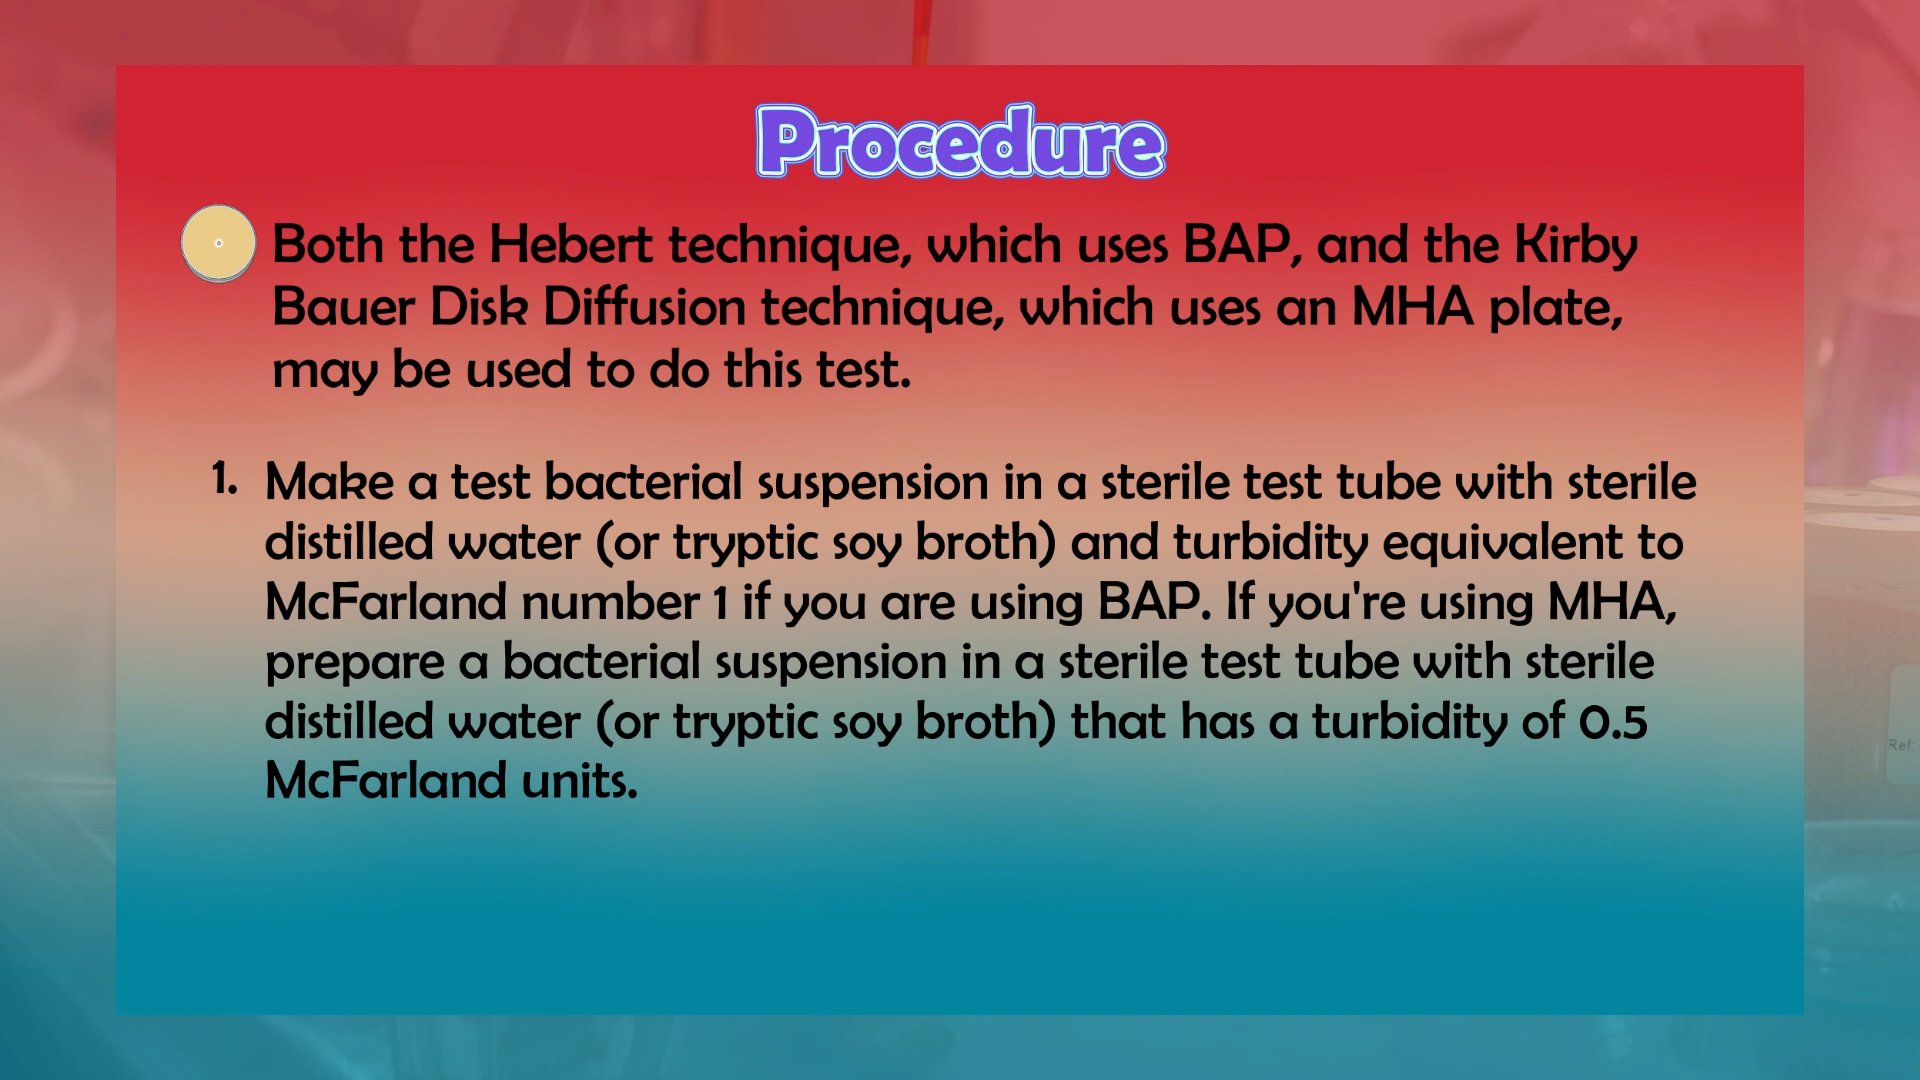 Procedure
Both the Hebert technique, which uses BAP, and the Kirby
Bauer Disk Diffusion technique, which uses an MHA plate,
may be used to do this test.
1. Make a test bacterial suspension in a sterile test tube with sterile
distilled water (or tryptic soy broth) and turbidity equivalent to
McFarland number 1 if you are using BAP. If you're using MHA,
prepare a bacterial suspension in a sterile test tube with sterile
distilled water (or tryptic soy broth) that has a turbidity of 0.5
McFarland units.
Ref: